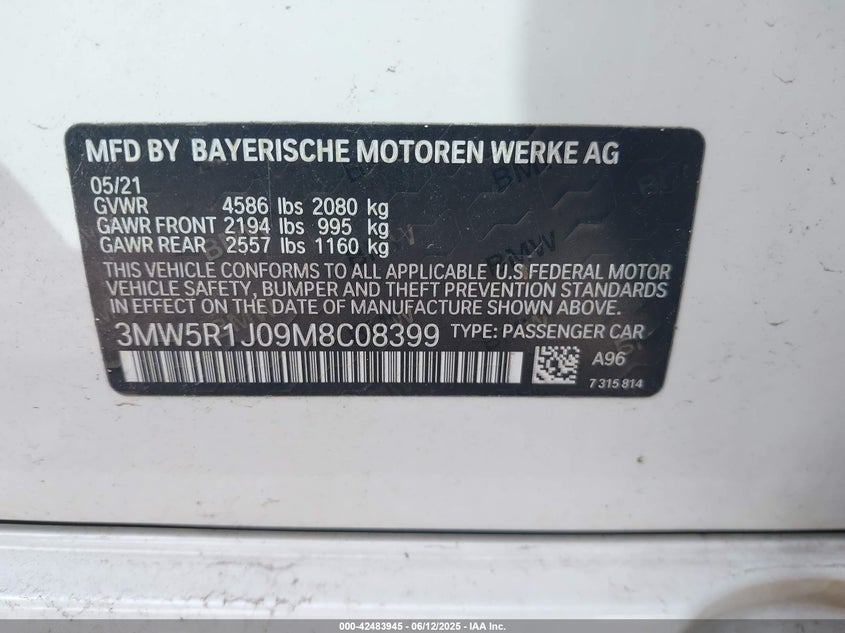 MFD BY BAYERISCHE MOTOREN WERKE AG
05/21
GVWR 4586 lbs 2080 kg
GAWR FRONT 2194 lbs 995 kg
GAWR REAR 2557 lbs 1160 kg
THIS VEHICLE CONFORMS TO ALL APPLICABLE U.S FEDERAL MOTOR
VEHICLE SAFETY, BUMPER AND THEFT PREVENTION STANDARDS
IN EFFECT ON THE DATE OF MANUFACTURE SHOWN ABOVE.
3MW5R1J09M8C08399 TYPE: PASSENGER CAR
A96
7 315 814
000-42483945 - 06/12/2025 - IAA Inc.